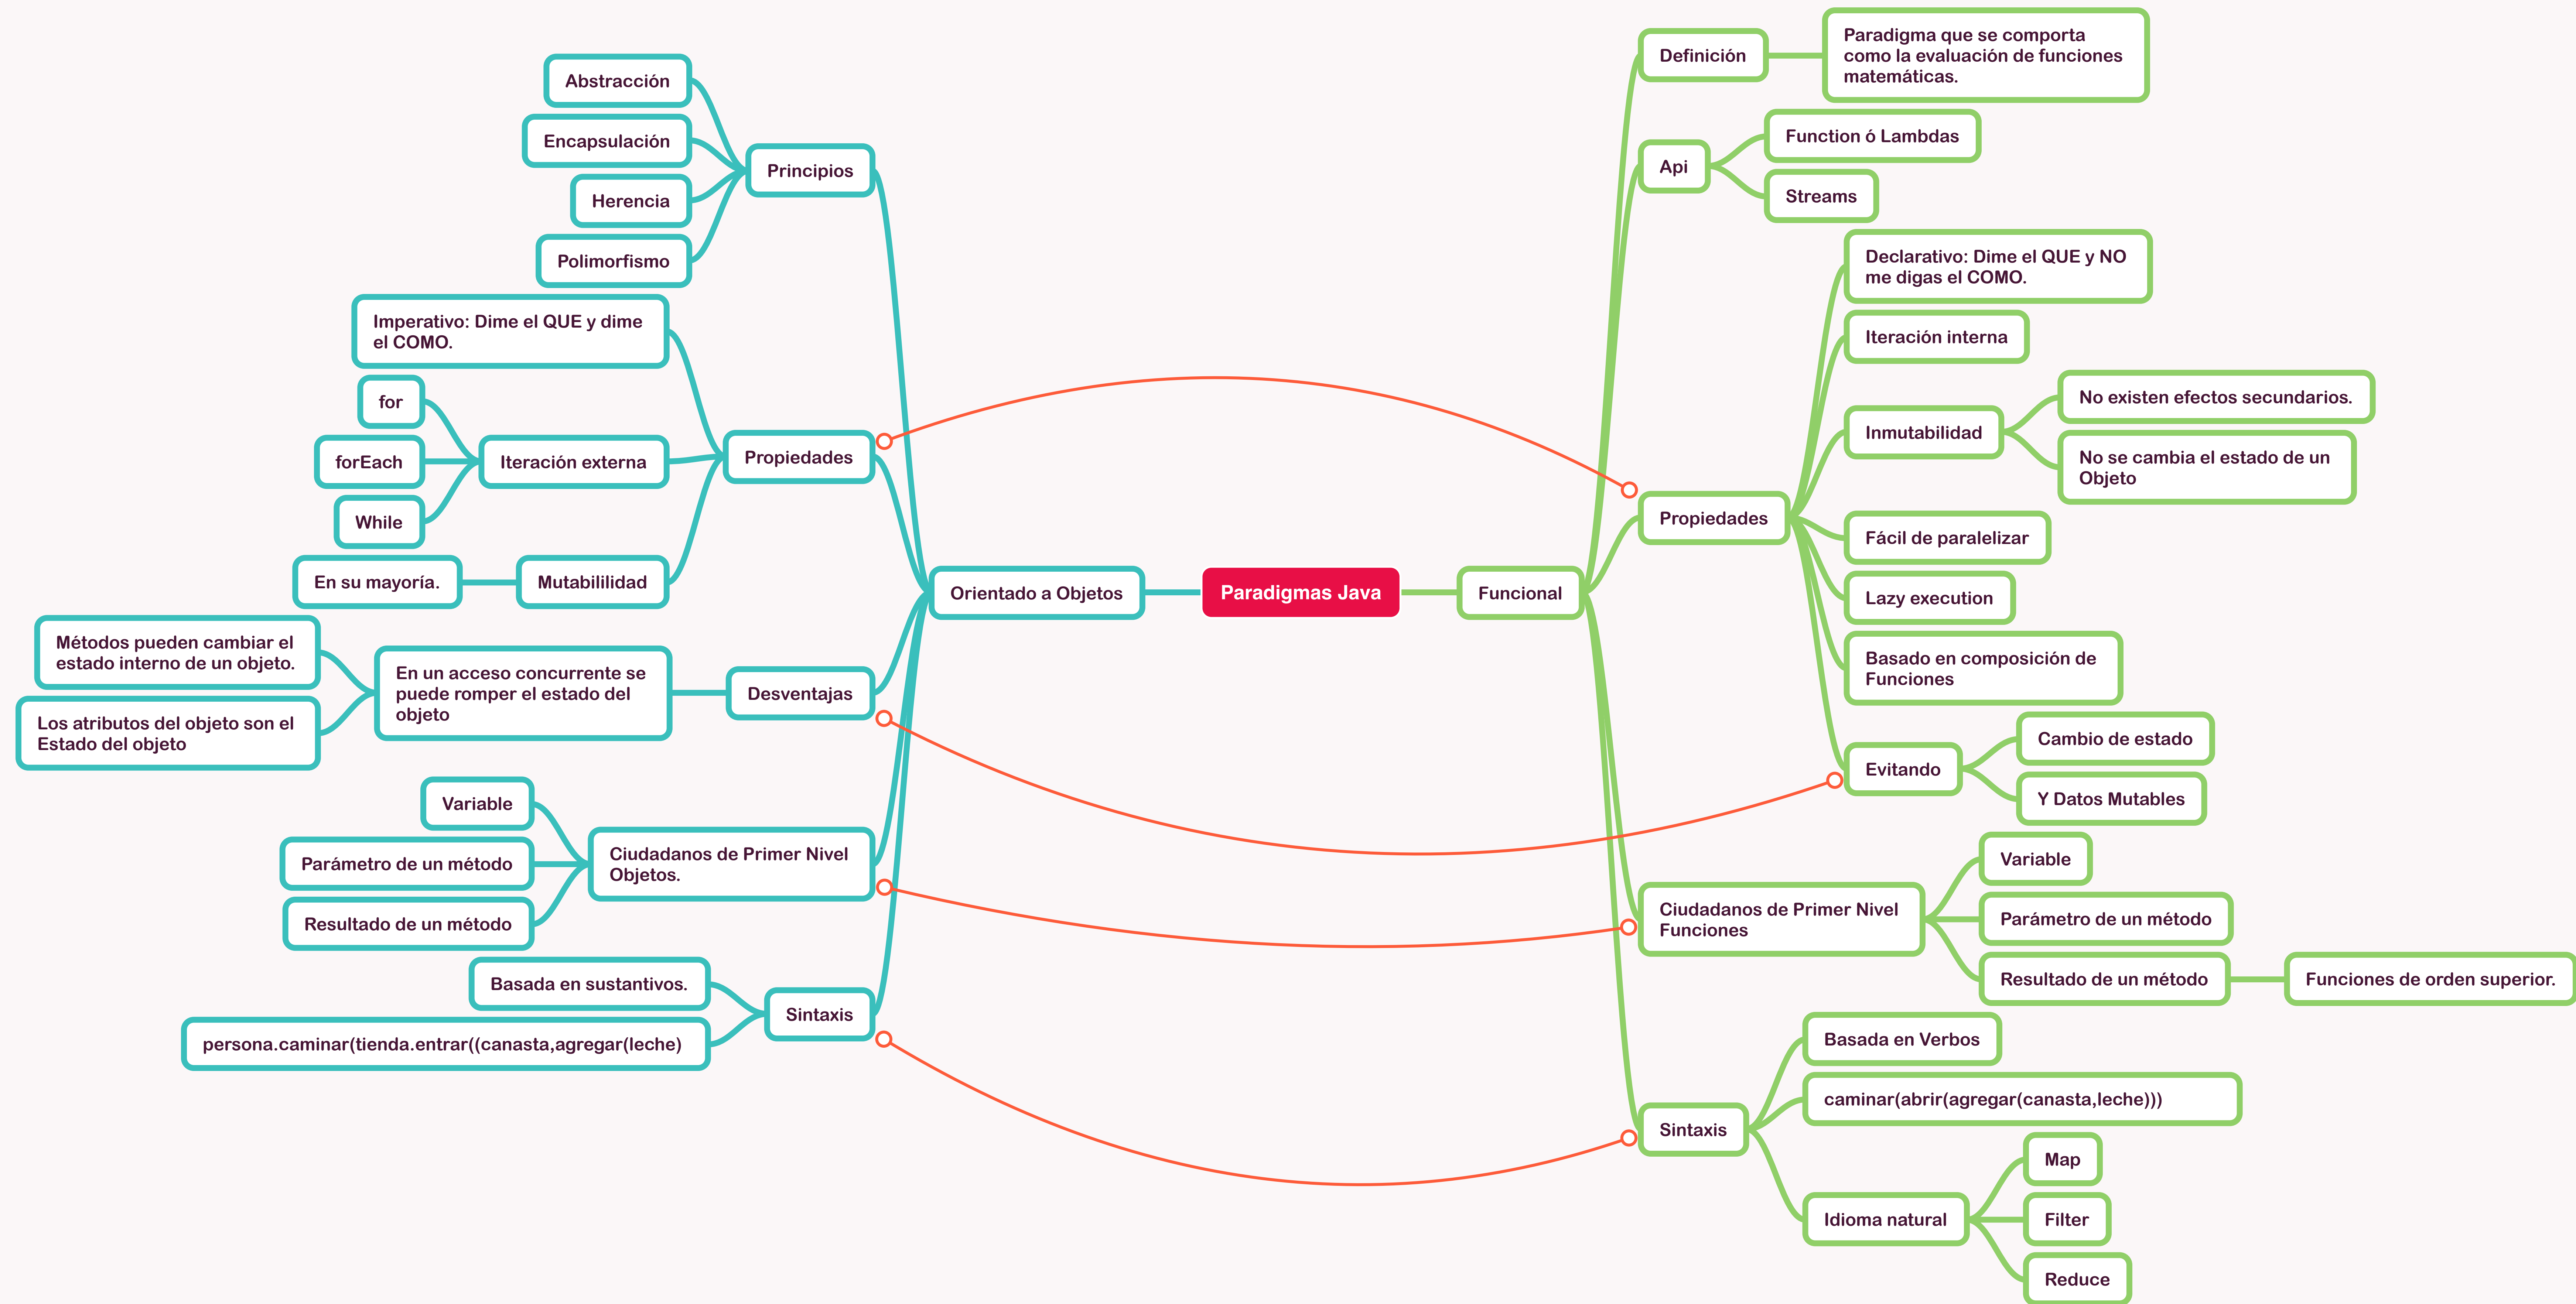 Paradigmas Java
Orientado a Objetos
Principios
Abstracción
Encapsulación
Herencia
Polimorfismo
Propiedades
Imperativo: Dime el QUE y dime
el COMO.
Iteración externa
for
forEach
While
Mutabililidad
En su mayoría.
Desventajas
En un acceso concurrente se
puede romper el estado del
objeto
Métodos pueden cambiar el
estado interno de un objeto.
Los atributos del objeto son el
Estado del objeto
Ciudadanos de Primer Nivel
Objetos.
Variable
Parámetro de un método
Resultado de un método
Sintaxis
Basada en sustantivos.
persona.caminar(tienda.entrar((canasta,agregar(leche)
Funcional
Definición
Paradigma que se comporta
como la evaluación de funciones
matemáticas.
Api
Function ó Lambdas
Streams
Propiedades
Declarativo: Dime el QUE y NO
me digas el COMO.
Iteración interna
Inmutabilidad
No existen efectos secundarios.
No se cambia el estado de un
Objeto
Fácil de paralelizar
Lazy execution
Basado en composición de
Funciones
Evitando
Cambio de estado
Y Datos Mutables
Ciudadanos de Primer Nivel
Funciones
Variable
Parámetro de un método
Resultado de un método
Funciones de orden superior.
Sintaxis
Basada en Verbos
caminar(abrir(agregar(canasta,leche)))
Idioma natural
Map
Filter
Reduce